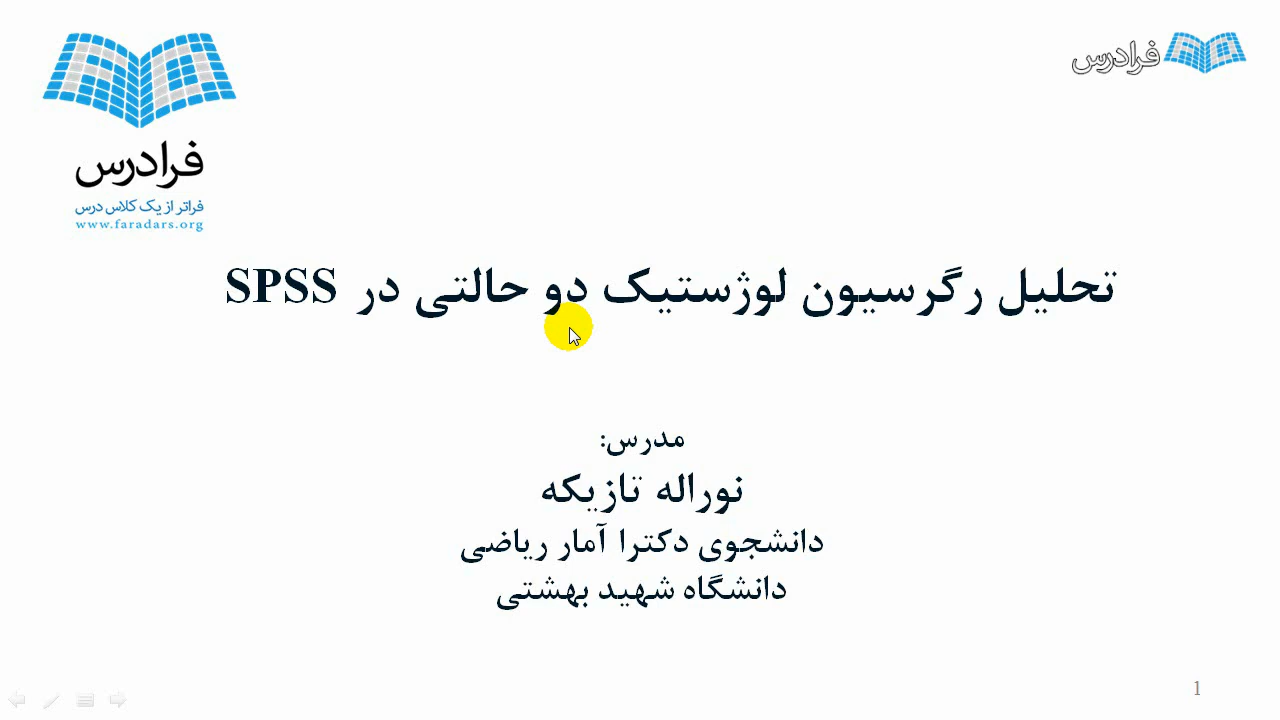 فرادرس
فرادرس
فراتر از یک کلاس درس
www.faradars.org
تحلیل رگرسیون لوژستیک دو حالتی در SPSS
مدرس:
نوراله تازیکه
دانشجوی دکترا آمار ریاضی
دانشگاه شهید بهشتی
1